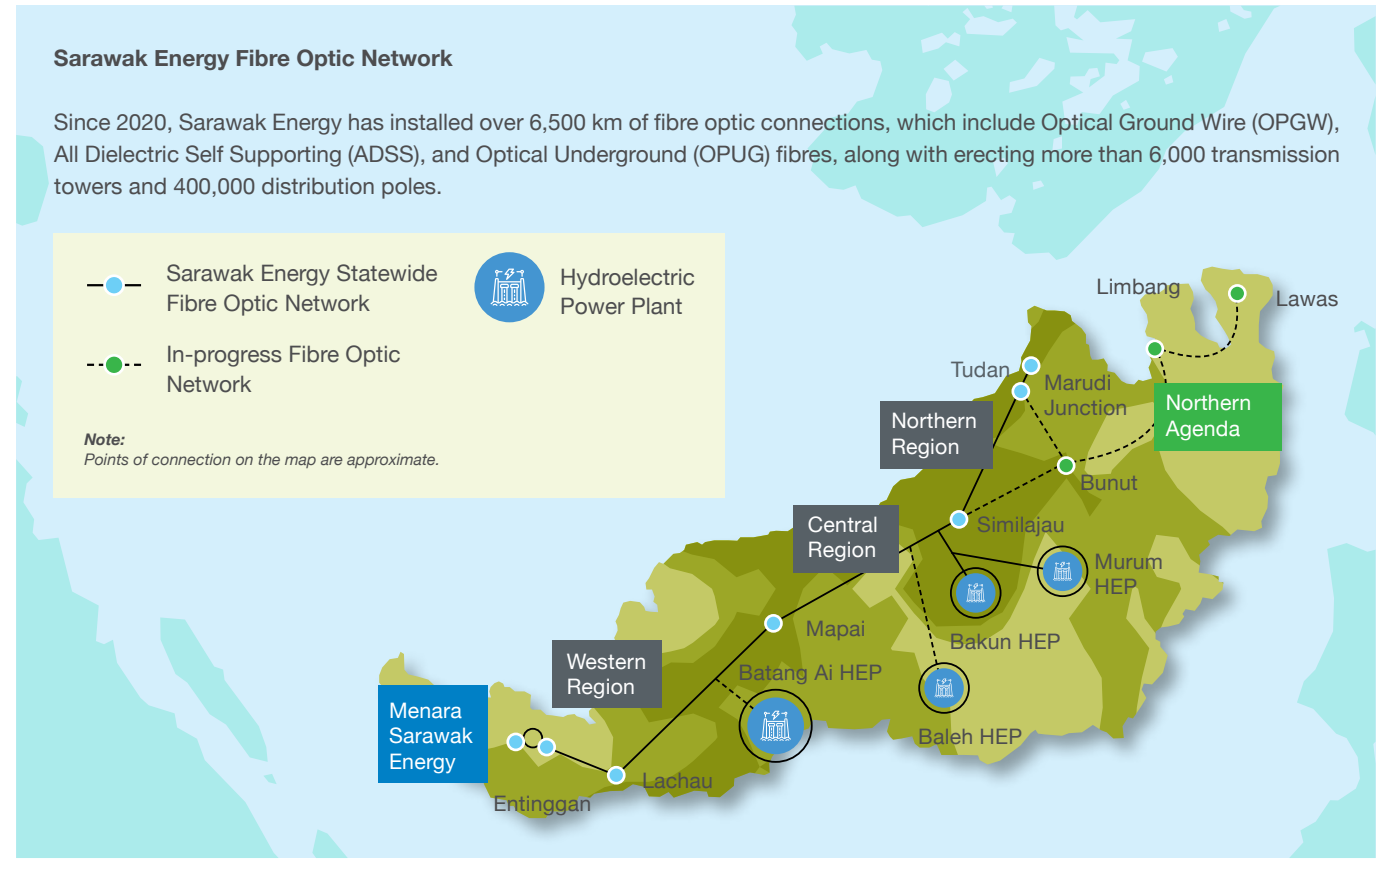 Sarawak Energy Fibre Optic Network
Since 2020, Sarawak Energy has installed over 6,500 km of fibre optic connections, which include Optical Ground Wire (OPGW),
All Dielectric Self Supporting (ADSS), and Optical Underground (OPUG) fibres, along with erecting more than 6,000 transmission
towers and 400,000 distribution poles.
Sarawak Energy Statewide
Fibre Optic Network
Hydroelectric
Power Plant
In-progress Fibre Optic
Network
Note:
Points of connection on the map are approximate.
Limbang
Lawas
Tudan
Marudi
Junction
Northern
Agenda
Northern
Region
Bunut
Central
Region
Similajau
Murum
HEP
Mapai
Bakun HEP
Western
Region
Batang Ai HEP
Menara
Sarawak
Energy
Baleh HEP
Lachau
Entinggan